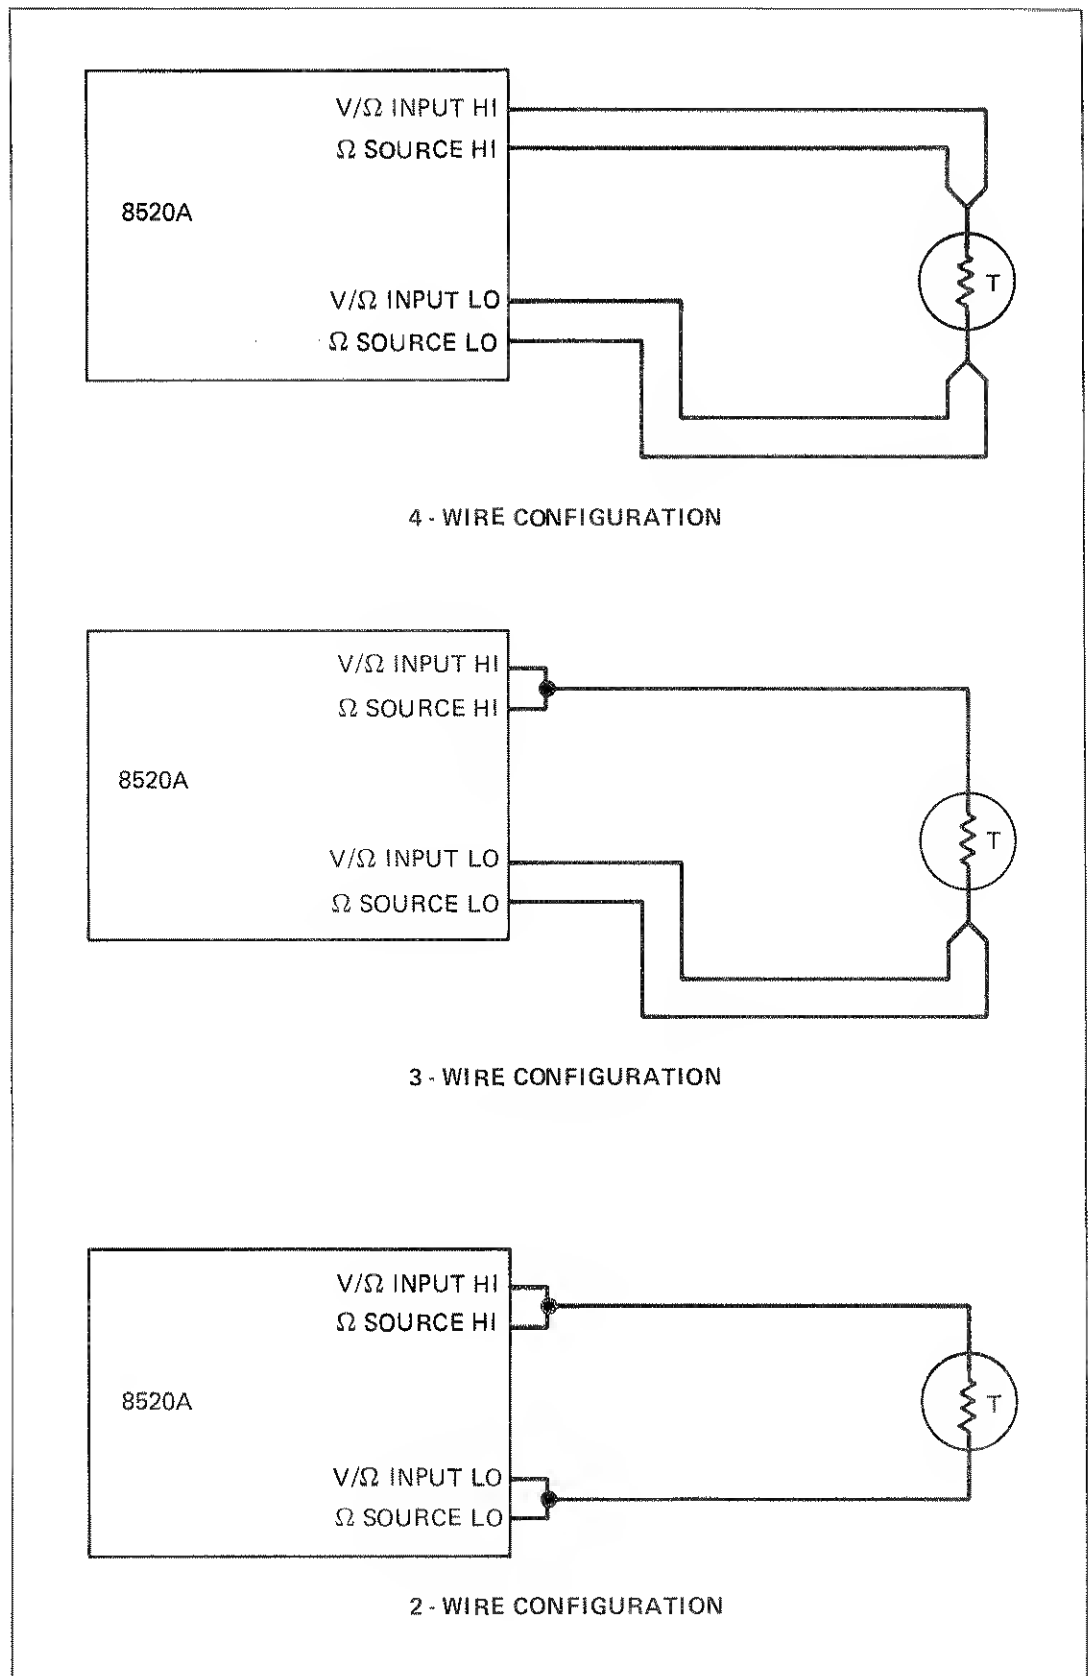 V/Ω INPUT HI
Ω SOURCE HI
8520A
T
V/Ω INPUT LO
Ω SOURCE LO
4 - WIRE CONFIGURATION
V/Ω INPUT HI
Ω SOURCE HI
8520A
T
V/Ω INPUT LO
Ω SOURCE LO
3 - WIRE CONFIGURATION
V/Ω INPUT HI
Ω SOURCE HI
8520A
T
V/Ω INPUT LO
Ω SOURCE LO
2 - WIRE CONFIGURATION